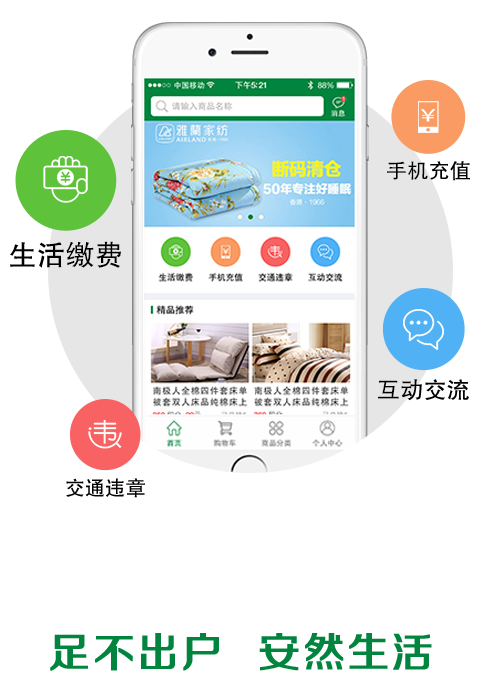 中国移动 下午5:21 88%
请输入商品名称
消息
雅蘭家纺
AIRLAND
断码清仓
50年专注好睡眠
香港·1966
生活缴费 手机充值 交通违章 互动交流
精品推荐
南极人全棉四件套床单 南极人全棉四件套床单
被套双人床品纯棉床上 被套双人床品纯棉床上
首页 购物车 商品分类 个人中心
手机充值
生活缴费
互动交流
交通违章
足不出户 安然生活